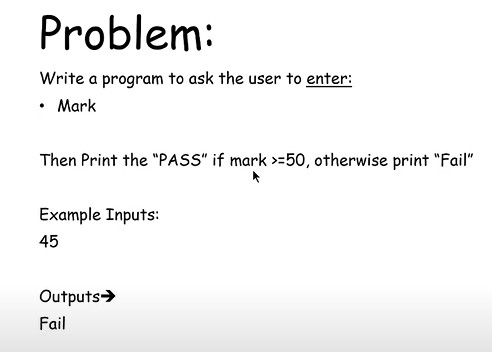 Problem:
Write a program to ask the user to enter:
• Mark
Then Print the “PASS” if mark >=50, otherwise print “Fail”
Example Inputs:
45
Outputs→
Fail